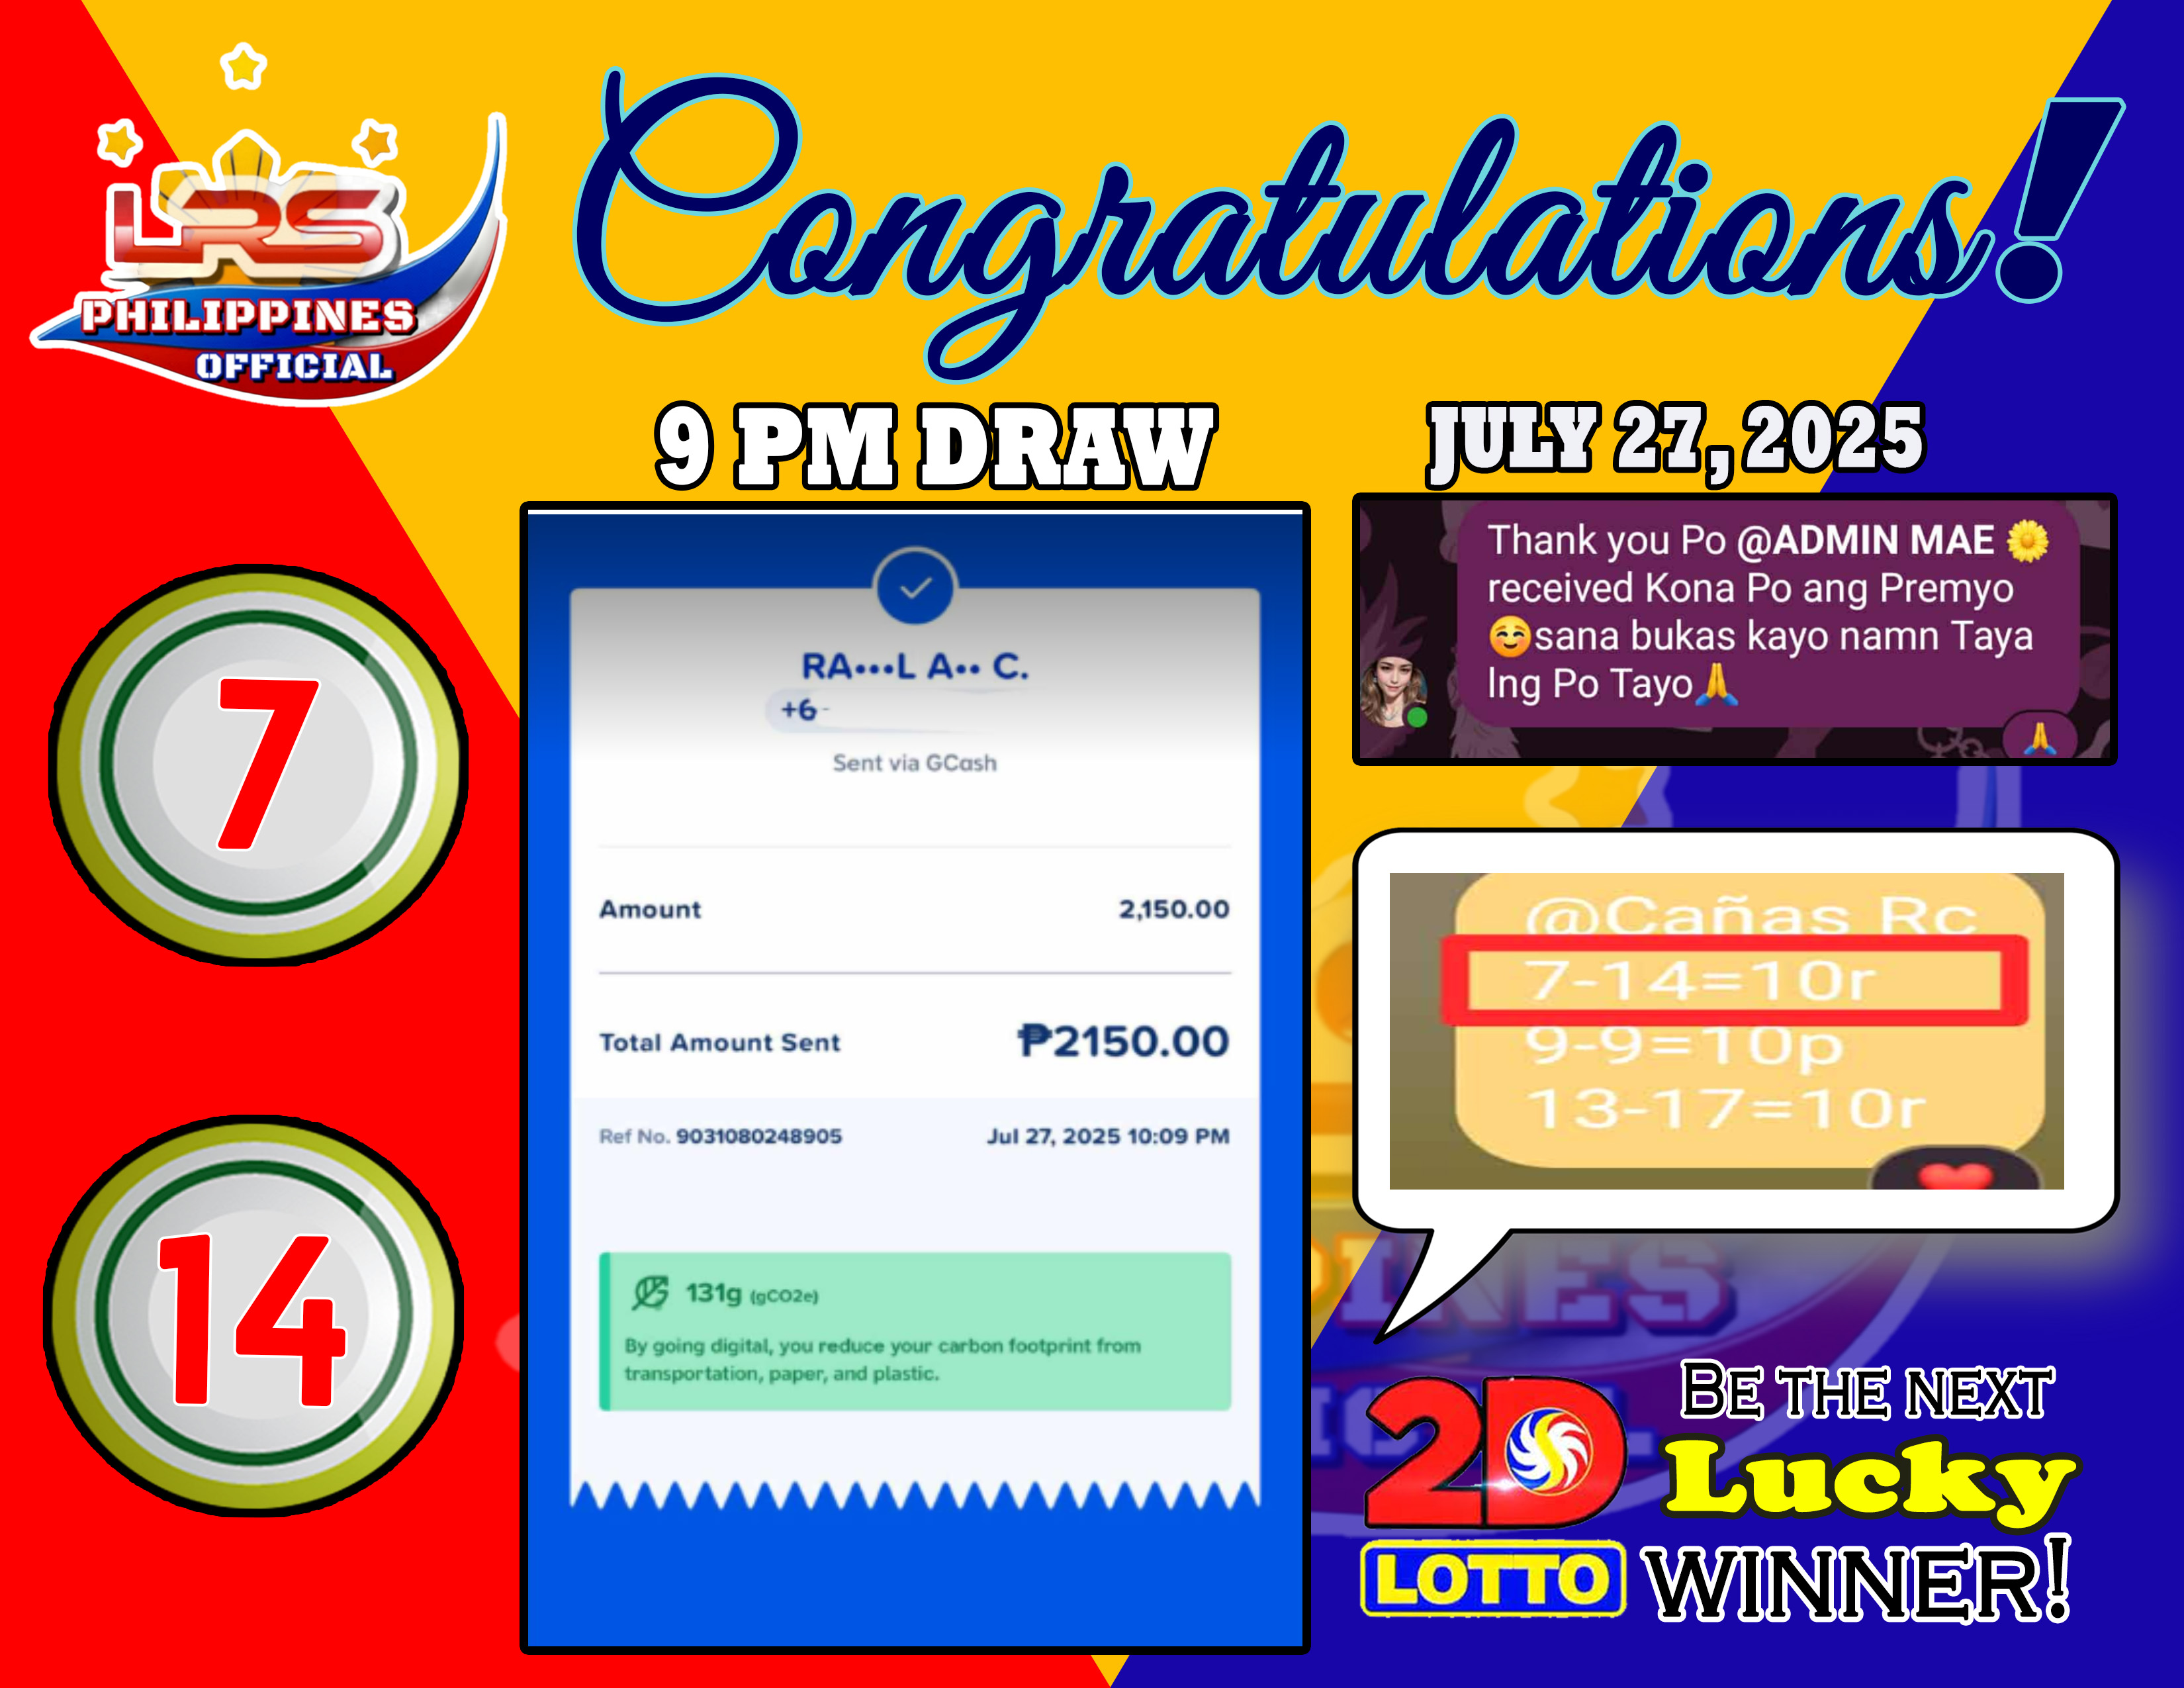 LRS
PHILIPPINES
OFFICIAL
Congratulations!
9 PM DRAW
JULY 27, 2025
7
14
RA•••L A•• C.
+6
Sent via GCash
Amount 2,150.00
Total Amount Sent ₱2150.00
Ref No. 9031080248905 Jul 27, 2025 10:09 PM
131g (gCO2e)
By going digital, you reduce your carbon footprint from
transportation, paper, and plastic.
Thank you Po @ADMIN MAE 🌼
received Kona Po ang Premyo
☺️sana bukas kayo namn Taya
lng Po Tayo🙏
🙏
@Cañas Rc
7-14=10r
9-9=10p
13-17=10r
2D
LOTTO
BE THE NEXT
Lucky
WINNER!